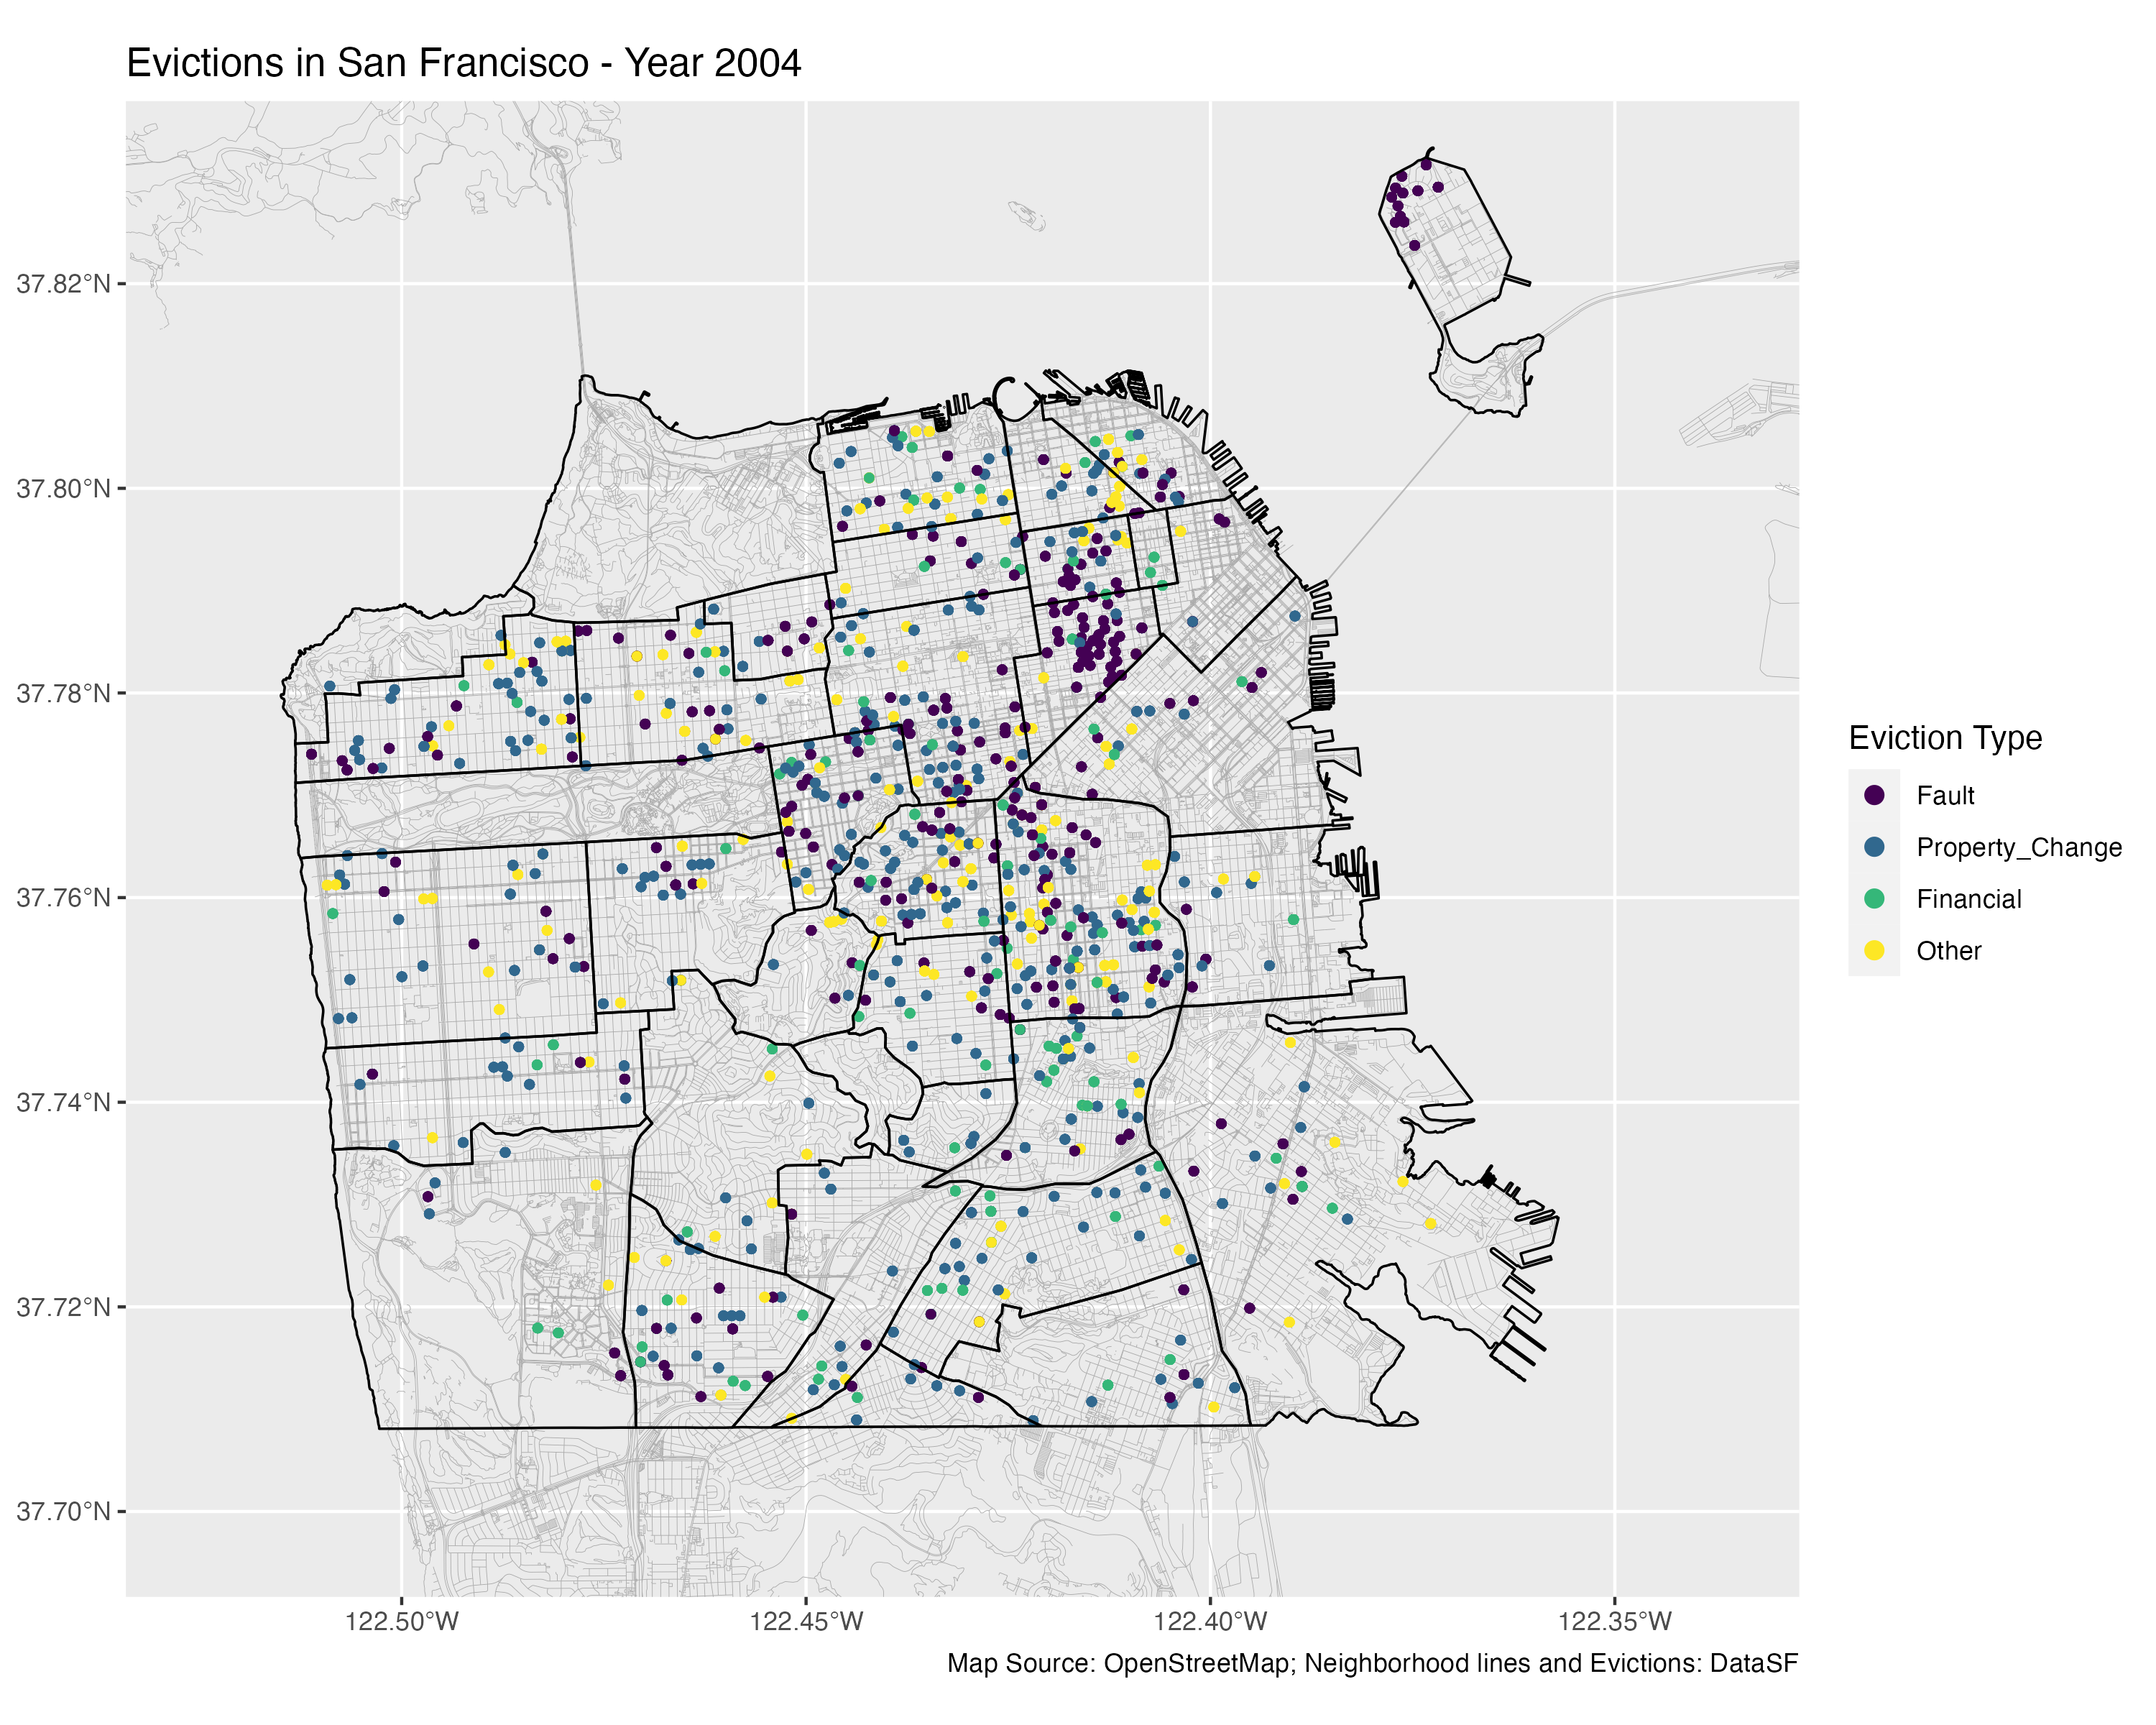 Evictions in San Francisco - Year 2004
37.82°N
37.80°N
37.78°N
37.76°N
37.74°N
37.72°N
37.70°N
122.50°W
122.45°W
122.40°W
122.35°W
Eviction Type
Fault
Property_Change
Financial
Other
Map Source: OpenStreetMap; Neighborhood lines and Evictions: DataSF